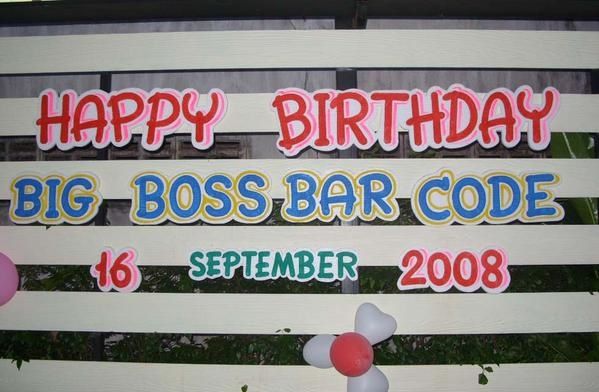 HAPPY BIRTHDAY
BIG BOSS BAR CODE
16 SEPTEMBER 2008